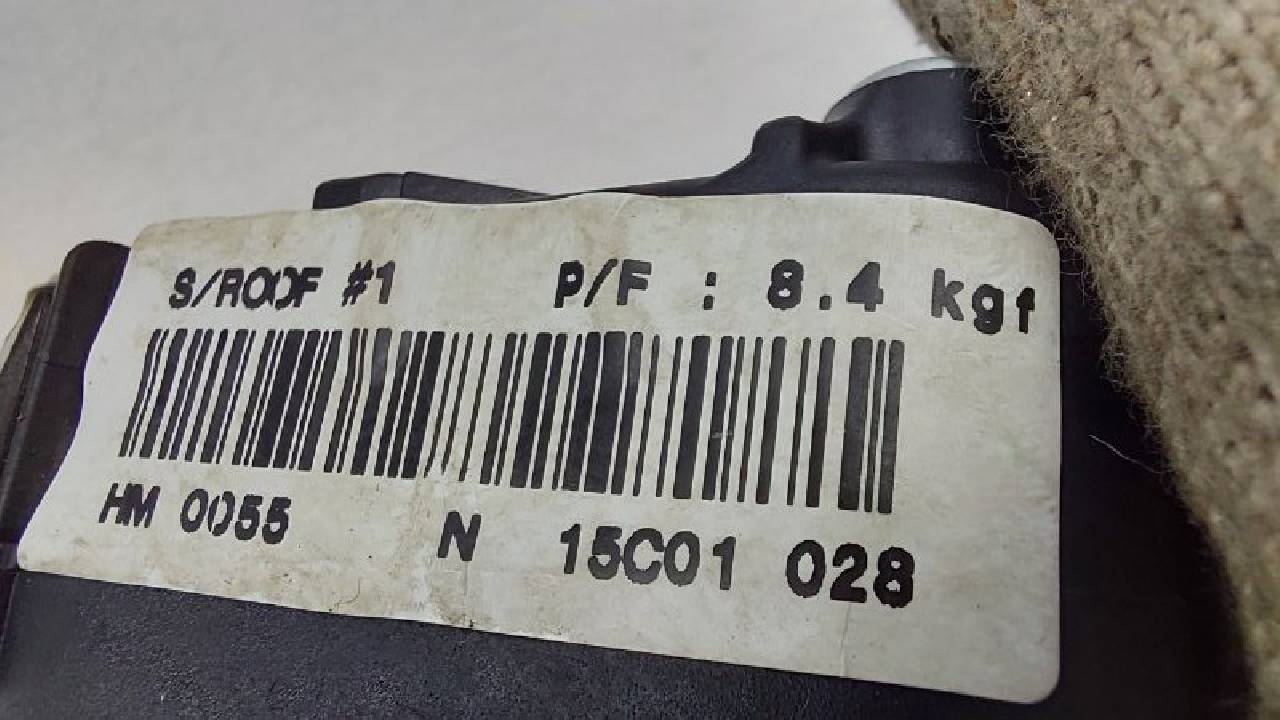 S/ROOF #1 P/F : 8.4 kgf
HM 0055 N 15C01 028